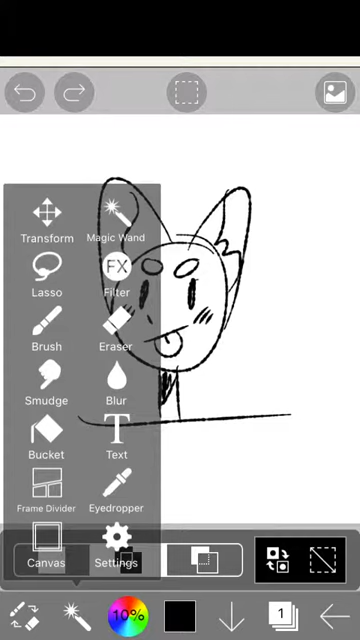 Transform
Magic Wand
Lasso
FX
Filter
Brush
Eraser
Smudge
Blur
Bucket
T
Text
Frame Divider
Eyedropper
Canvas
Settings
10%
1